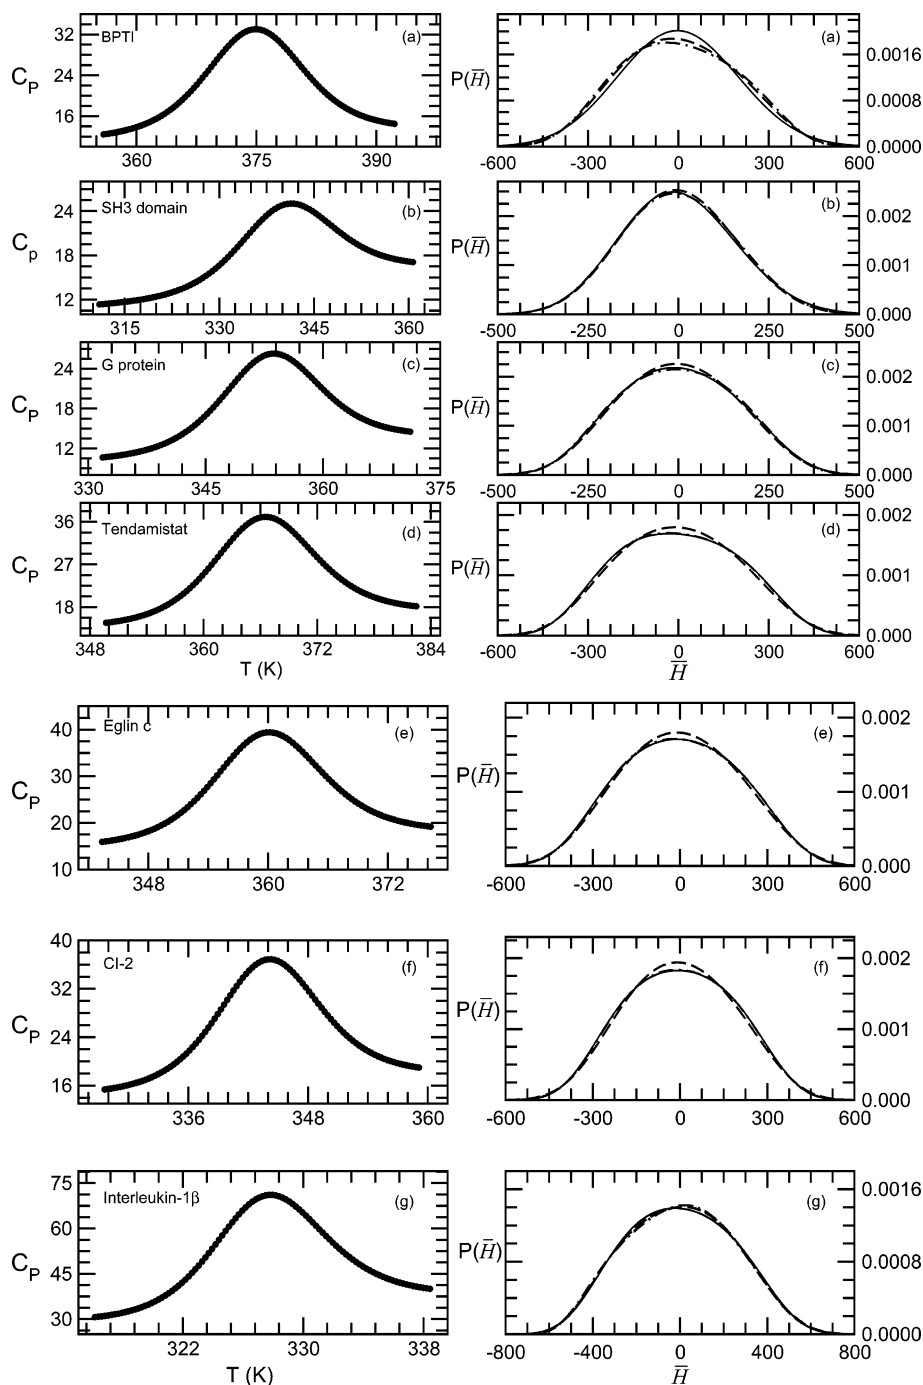 32
24
16
C_P
BPTI
(a)
360
375
390
P(H̅)
(a)
0.0016
0.0008
0.0000
-600
-300
0
300
600
24
18
12
C_p
SH3 domain
(b)
315
330
345
360
P(H̅)
(b)
0.002
0.001
0.000
-500
-250
0
250
500
24
18
12
C_P
G protein
(c)
330
345
360
375
P(H̅)
(c)
0.002
0.001
0.000
-500
-250
0
250
500
36
27
18
C_P
Tendamistat
(d)
348
360
372
384
T (K)
P(H̅)
(d)
0.002
0.001
0.000
-600
-300
0
300
600
H̅
40
30
20
10
C_P
Eglin c
(e)
348
360
372
P(H̅)
(e)
0.002
0.001
0.000
-600
-300
0
300
600
40
32
24
16
C_P
CI-2
(f)
336
348
360
P(H̅)
(f)
0.002
0.001
0.000
-600
-300
0
300
600
75
60
45
30
C_P
Interleukin-1β
(g)
322
330
338
T (K)
P(H̅)
(g)
0.0016
0.0008
0.0000
-800
-400
0
400
800
H̅